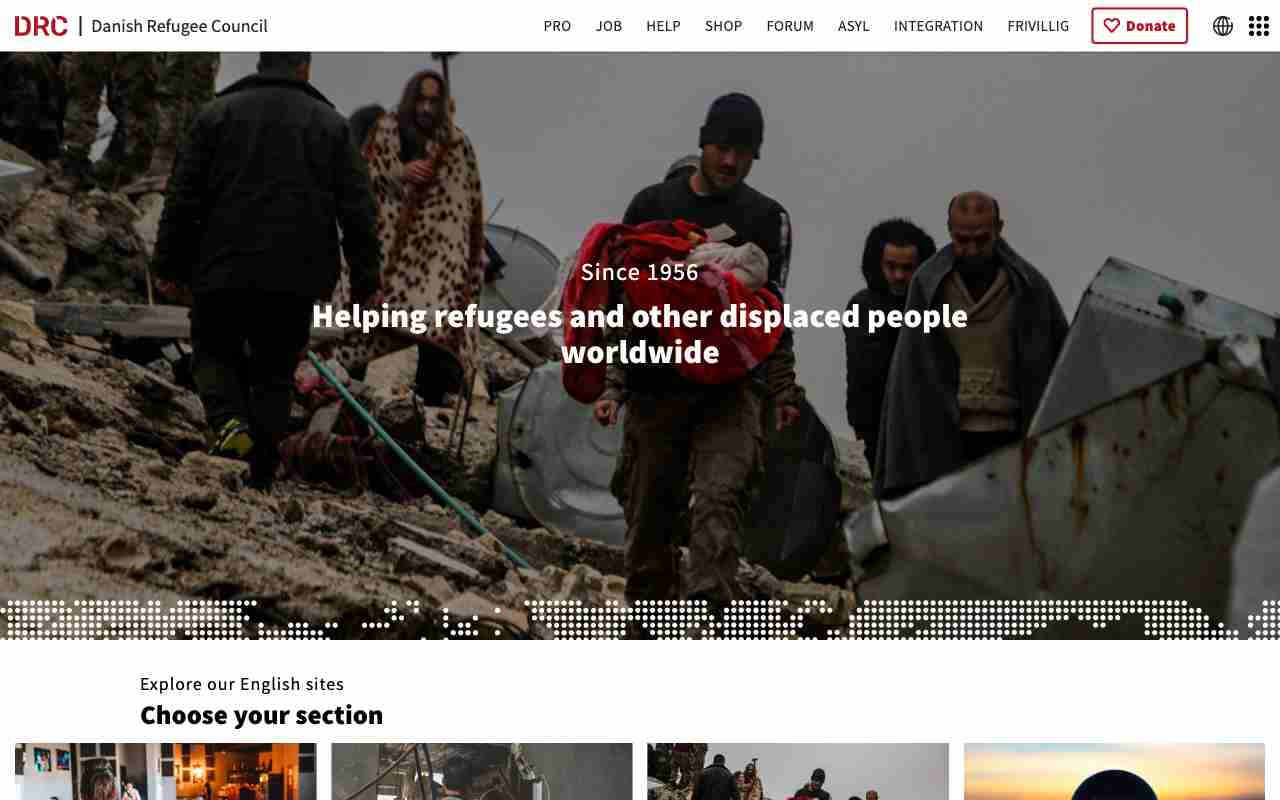 DRC | Danish Refugee Council
PRO JOB HELP SHOP FORUM ASYL INTEGRATION FRIVILLIG Donate
Since 1956
Helping refugees and other displaced people
worldwide
Explore our English sites
Choose your section